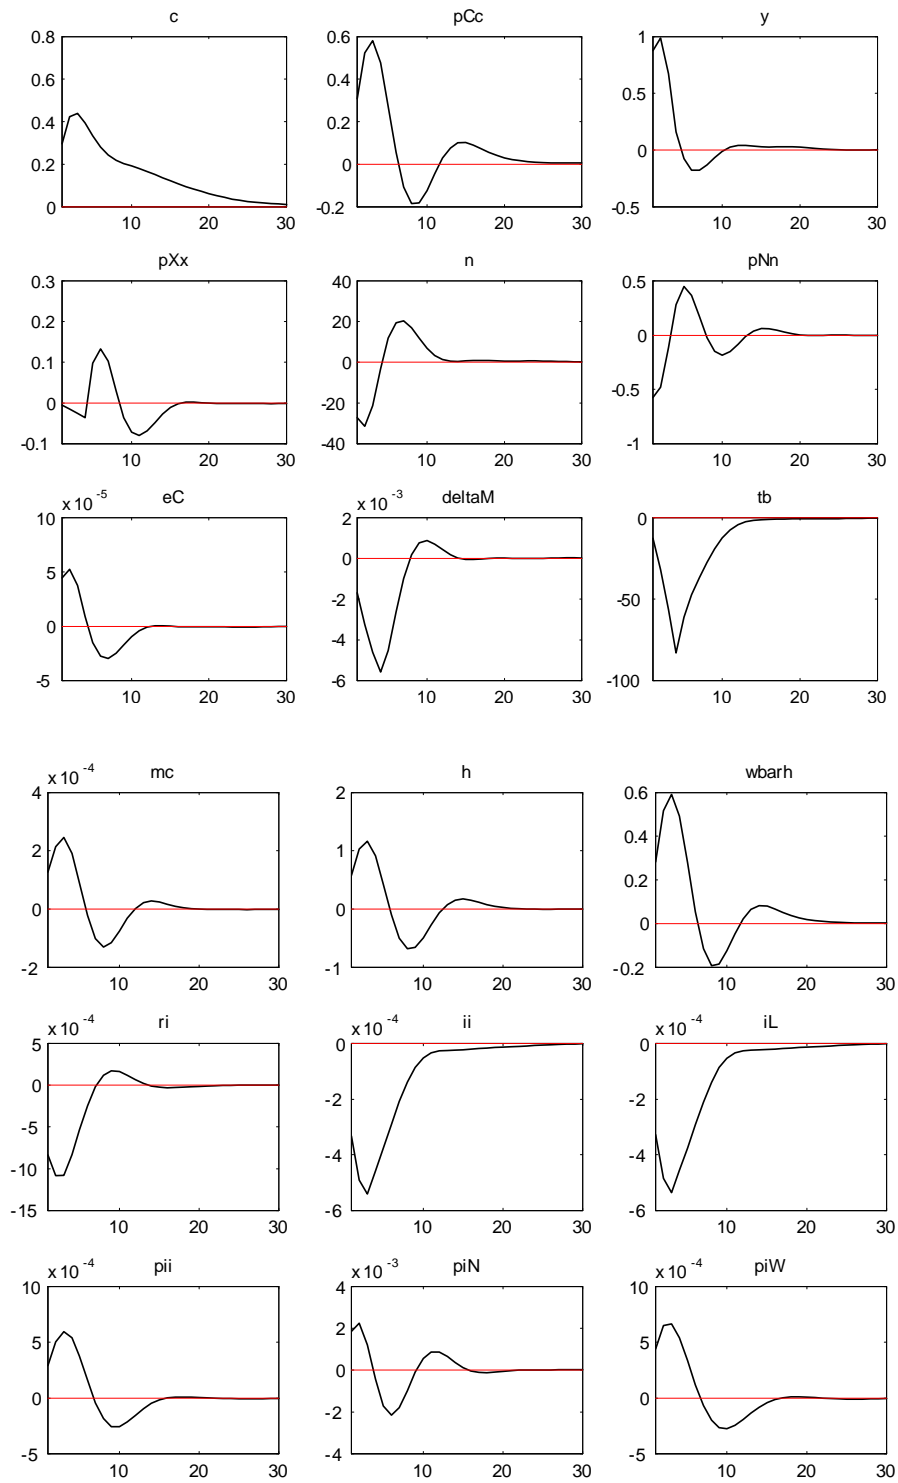 c pCc y
0.8 0.6 1
0.6 0.4 0.5
0.4 0.2 0
0.2 0 -0.5
0 -0.2
10 20 30 10 20 30 10 20 30
pXx n pNn
0.3 40 0.5
0.2 20 0
0.1 0 -0.5
0 -20 -1
-0.1 -40
10 20 30 10 20 30 10 20 30
x 10 -5 eC x 10 -3 deltaM tb
10 2 0
5 0 -50
0 -2 -100
-5 -4
-6
10 20 30 10 20 30 10 20 30
x 10 -4 mc h wbarh
4 2 0.6
2 1 0.4
0 0 0.2
-2 -1 0
-0.2
10 20 30 10 20 30 10 20 30
x 10 -4 ri x 10 -4 ii x 10 -4 iL
5 0 0
0 -2 -2
-5 -4 -4
-10 -6 -6
-15
10 20 30 10 20 30 10 20 30
x 10 -4 pii x 10 -3 piN x 10 -4 piW
10 4 10
5 2 5
0 0 0
-5 -2 -5
-4
10 20 30 10 20 30 10 20 30